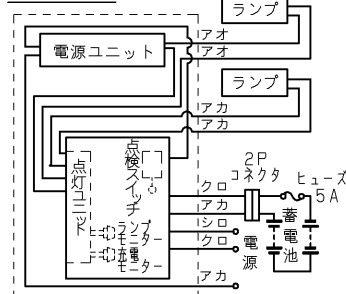 ランプ
アオ
電源ユニット
アオ
ランプ
アカ
アカ
点検スイッチ
点灯ユニット
2P
コネクタ
ヒューズ
5A
クロ
アカ
シロ
クロ
蓄電池
電源
ランプ
モニター
充電
モニター
アカ